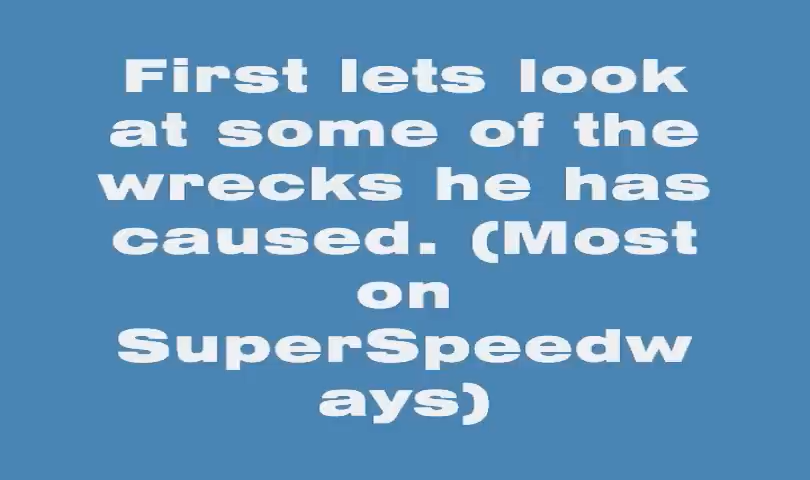 First lets look
at some of the
wrecks he has
caused. (Most
on
SuperSpeedw
ays)